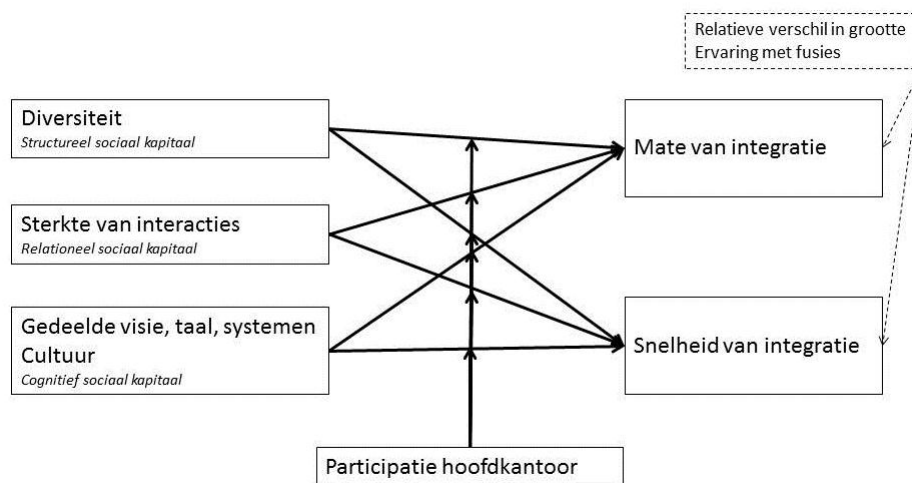 Relatieve verschil in grootte
Ervaring met fusies
Diversiteit
Structureel sociaal kapitaal
Mate van integratie
Sterkte van interacties
Relationeel sociaal kapitaal
Gedeelde visie, taal, systemen
Cultuur
Cognitief sociaal kapitaal
Snelheid van integratie
Participatie hoofdkantoor